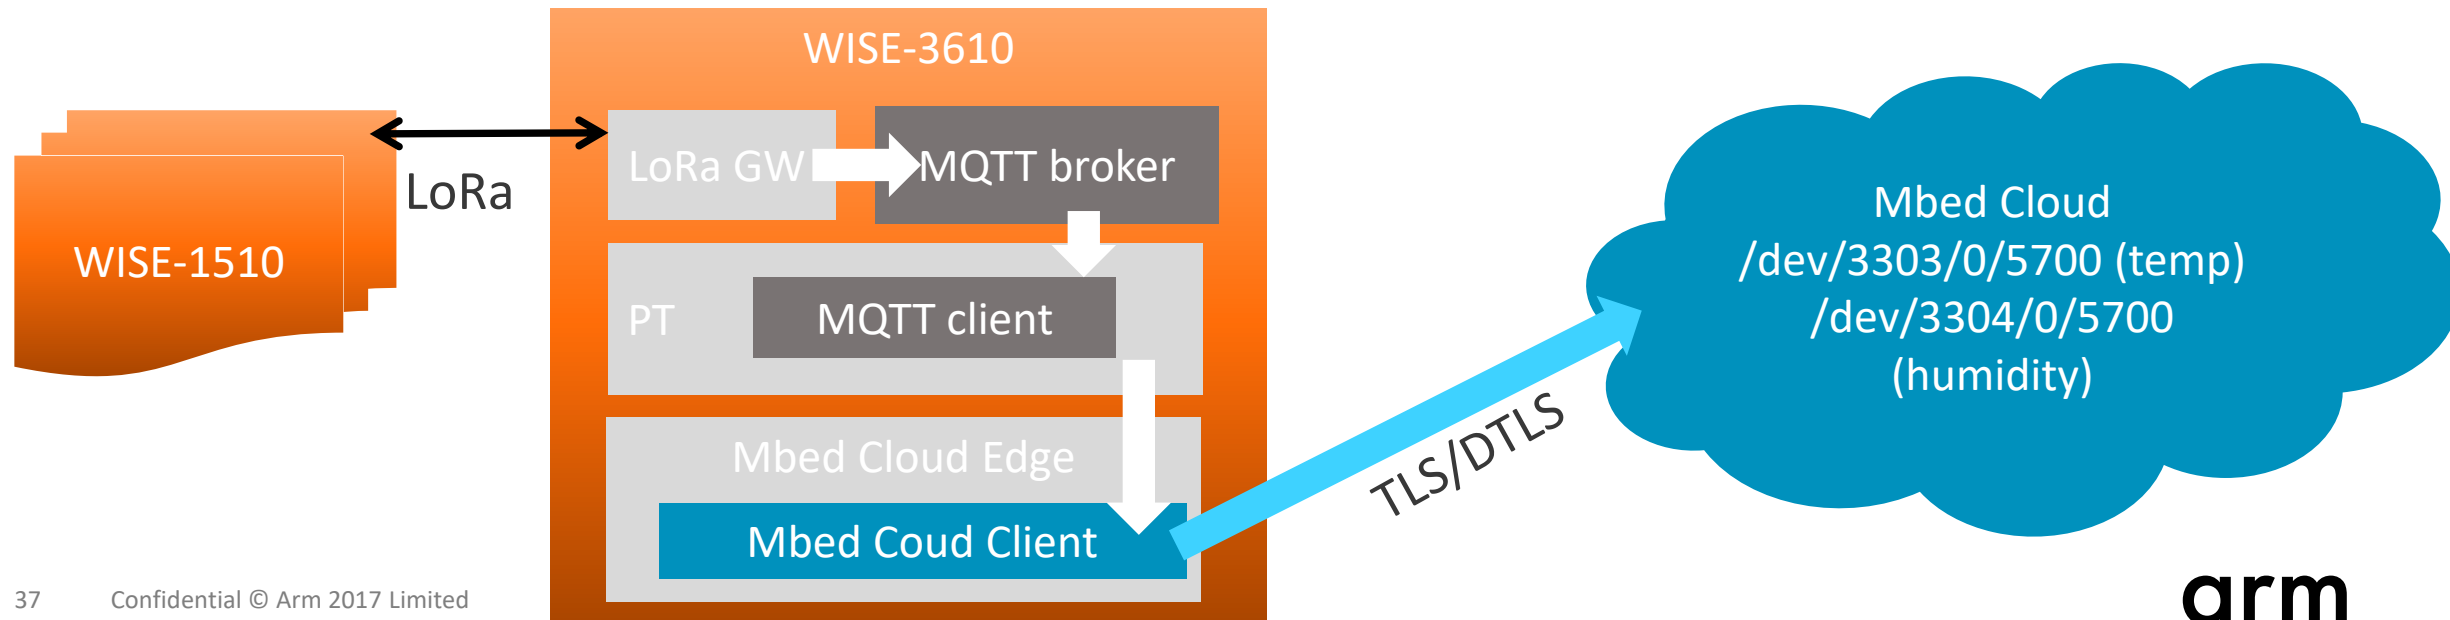 WISE-3610
LoRa GW
MQTT broker
LoRa
WISE-1510
PT
MQTT client
Mbed Cloud Edge
Mbed Coud Client
TLS/DTLS
Mbed Cloud
/dev/3303/0/5700 (temp)
/dev/3304/0/5700
(humidity)
37
Confidential © Arm 2017 Limited
arm